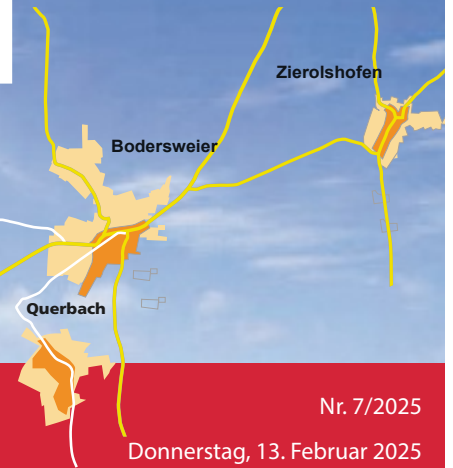 Zierolshofen
Bodersweier
Querbach
Nr. 7/2025
Donnerstag, 13. Februar 2025